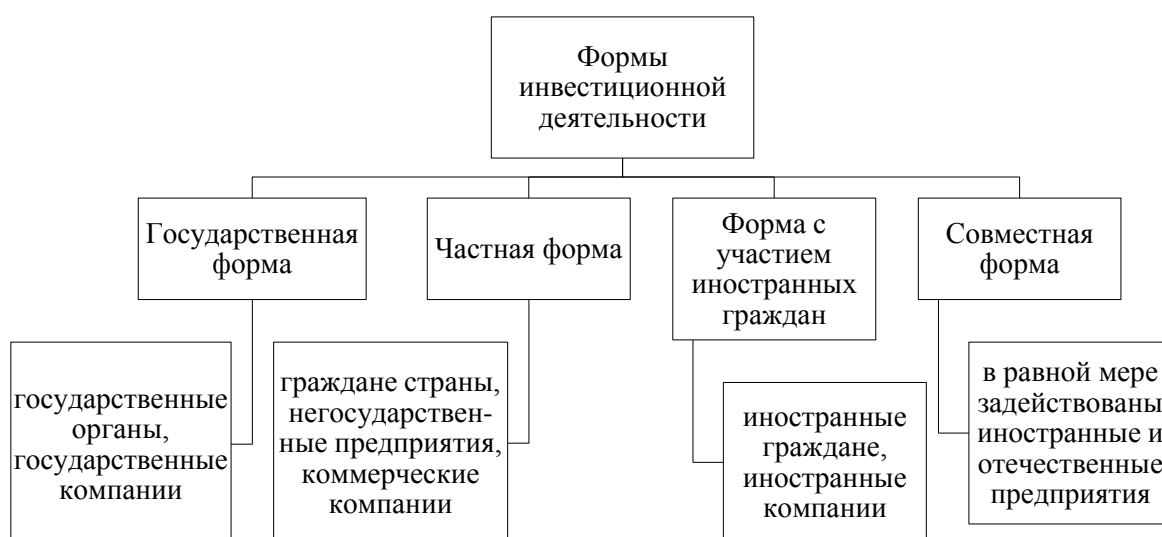 Формы
инвестиционной
деятельности
Государственная
форма
Частная форма
Форма с
участием
иностранных
граждан
Совместная
форма
государственные
органы,
государственные
компании
граждане страны,
негосударствен-
ные предприятия,
коммерческие
компании
иностранные
граждане,
иностранные
компании
в равной мере
задействованы
иностранные и
отечественные
предприятия